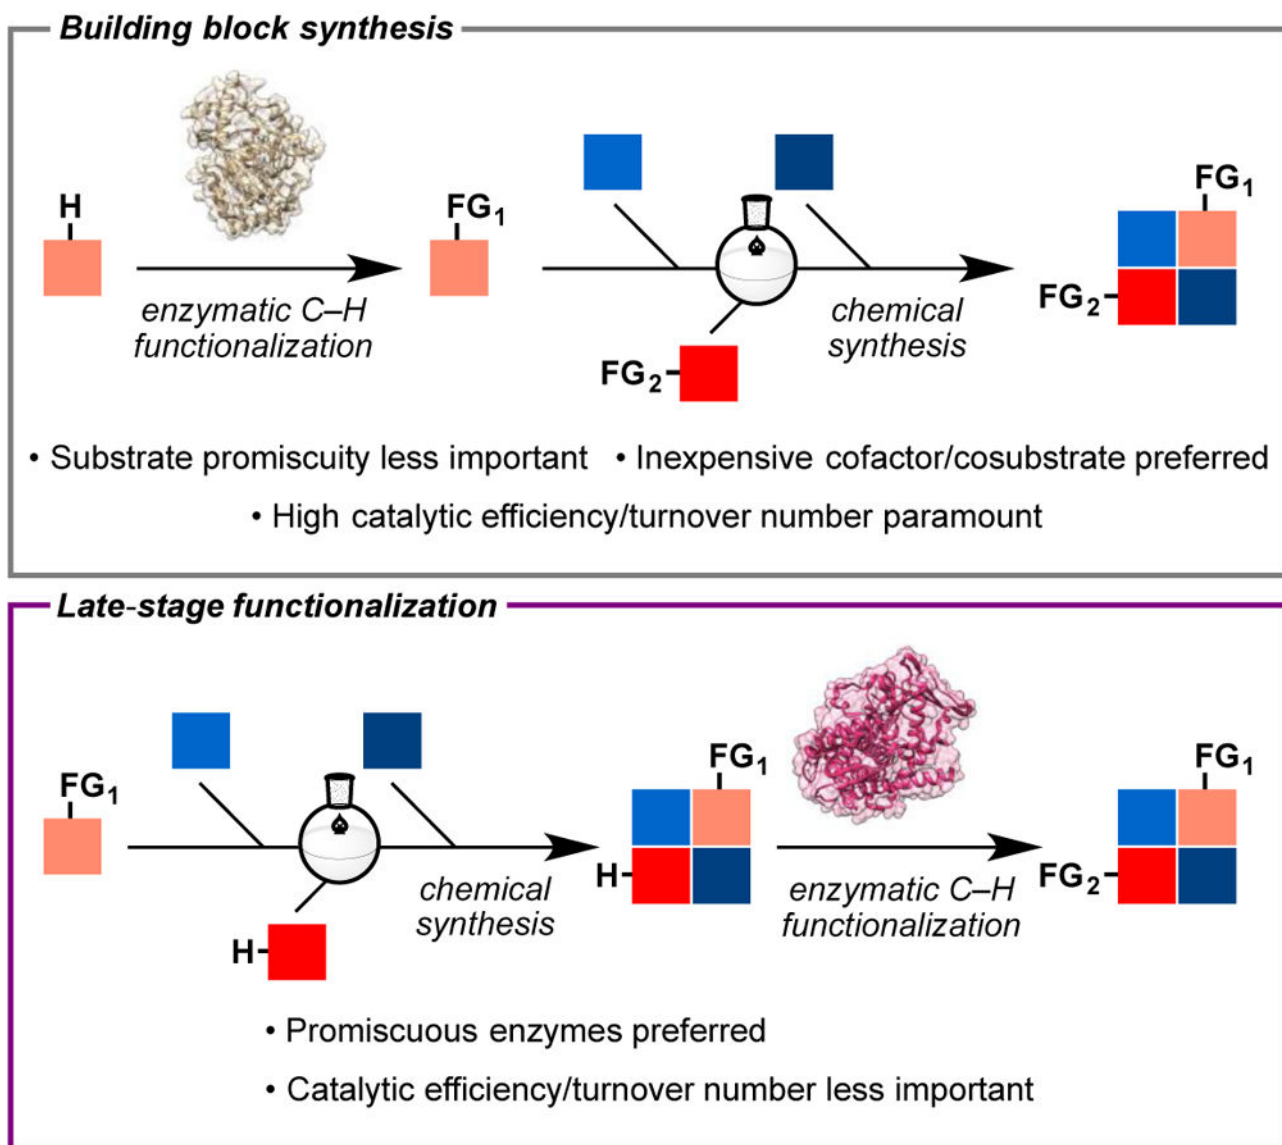 Building block synthesis
H
FG1
FG1
enzymatic C–H
functionalization
chemical
synthesis
FG2
FG2
• Substrate promiscuity less important • Inexpensive cofactor/cosubstrate preferred
• High catalytic efficiency/turnover number paramount
Late-stage functionalization
FG1
FG1
FG1
H
FG2
chemical
synthesis
enzymatic C–H
functionalization
H
• Promiscuous enzymes preferred
• Catalytic efficiency/turnover number less important